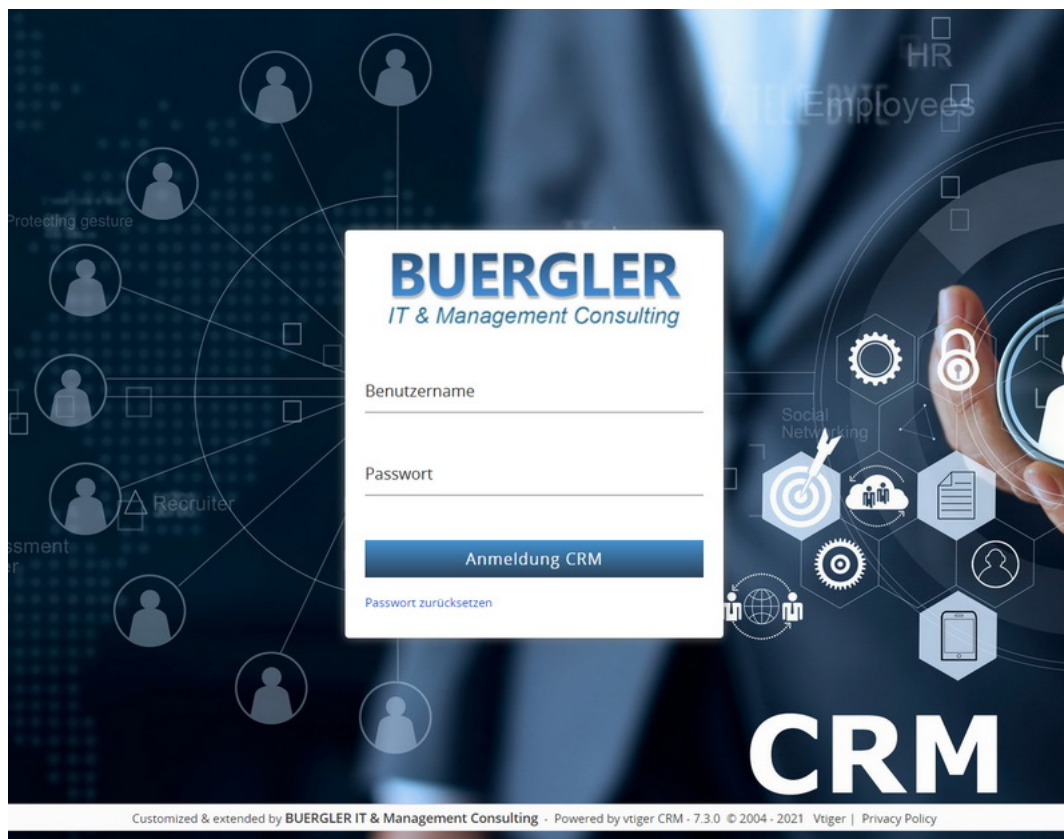 HR
Employees
Protecting gesture
BUERGLER
IT & Management Consulting
Benutzername
Social
Networking
Passwort
Recruiter
Anmeldung CRM
Passwort zurücksetzen
CRM
Customized & extended by BUERGLER IT & Management Consulting - Powered by vtiger CRM - 7.3.0 © 2004 - 2021 Vtiger | Privacy Policy